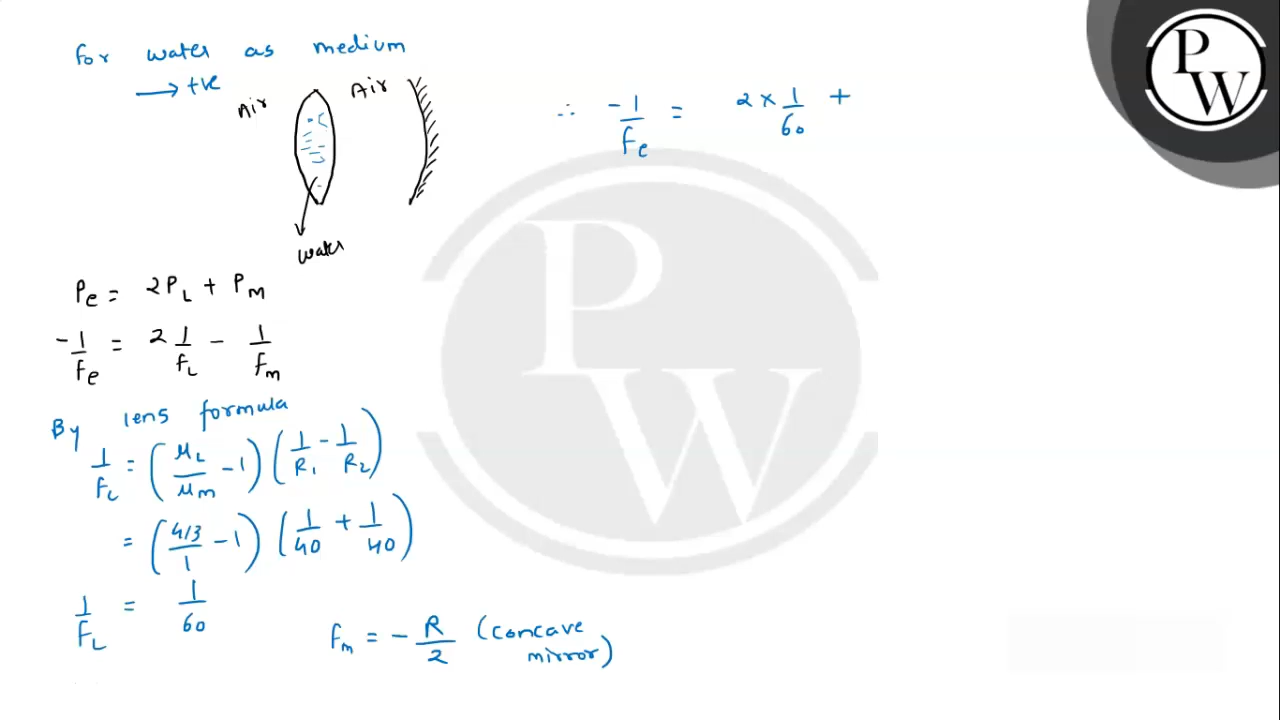 For water as medium
→ +ve
Air Air
water
Pe = 2PL + Pm
-1/Fe = 2 1/FL - 1/Fm
By lens formula
1/FL = (μL/μm - 1) (1/R1 - 1/R2)
= (4/3/1 - 1) (1/40 + 1/40)
1/FL = 1/60
Fm = - R/2 (concave
mirror)
∴ -1/Fe = 2 × 1/60 +
PW
PW